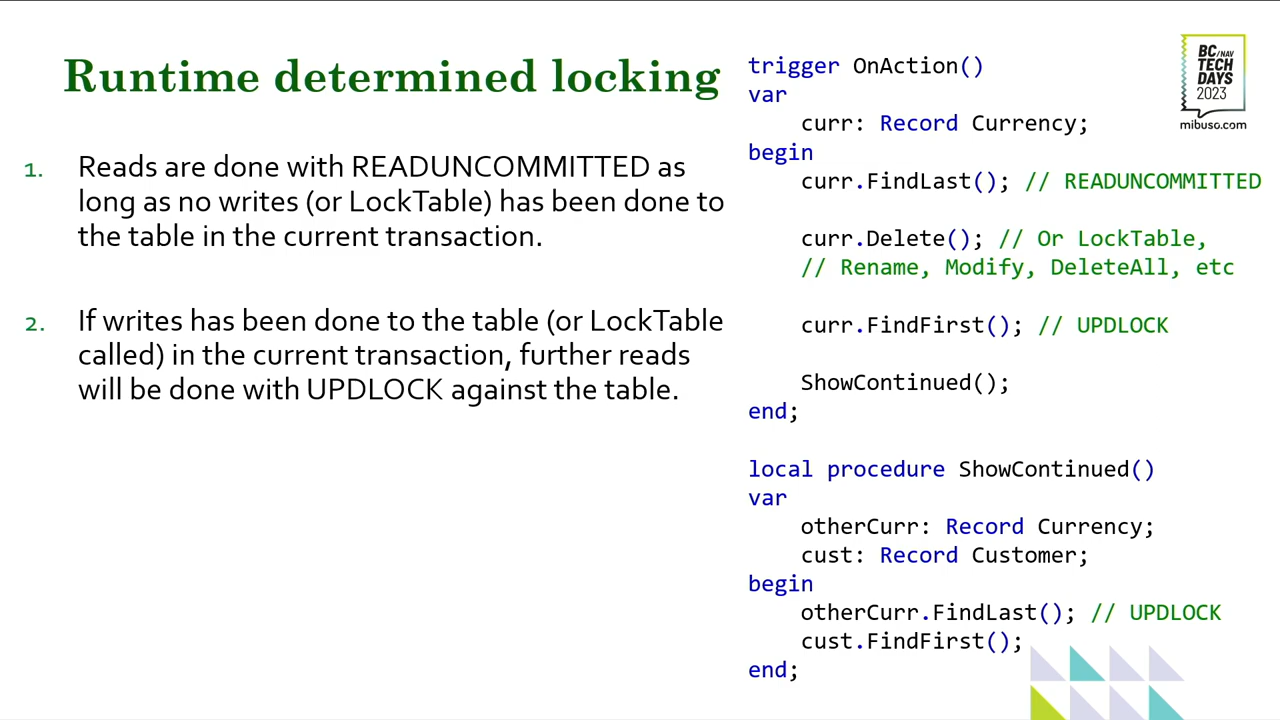 Runtime determined locking
1. Reads are done with READUNCOMMITTED as
long as no writes (or LockTable) has been done to
the table in the current transaction.
2. If writes has been done to the table (or LockTable
called) in the current transaction, further reads
will be done with UPDLOCK against the table.
trigger OnAction()
var
    curr: Record Currency;
begin
    curr.FindLast(); // READUNCOMMITTED
    curr.Delete(); // Or LockTable,
    // Rename, Modify, DeleteAll, etc
    curr.FindFirst(); // UPDLOCK
    ShowContinued();
end;
local procedure ShowContinued()
var
    otherCurr: Record Currency;
    cust: Record Customer;
begin
    otherCurr.FindLast(); // UPDLOCK
    cust.FindFirst();
end;
BC/NAV
TECH
DAYS
2023
mibuso.com